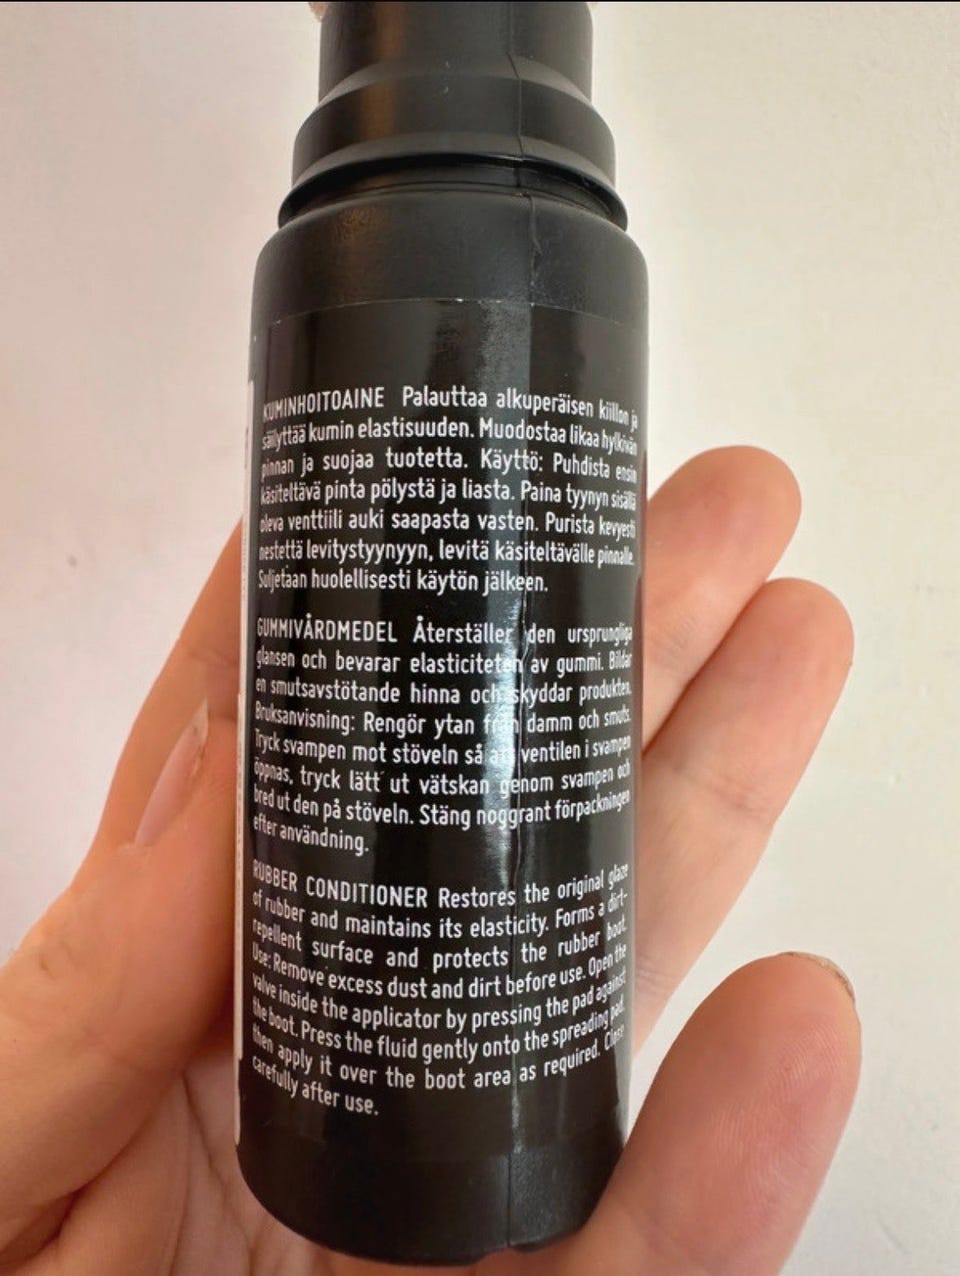 KUMINHOITOAINE Palauttaa alkuperäisen kiillon ja
säilyttää kumin elastisuuden. Muodostaa likaa hylkivän
pinnan ja suojaa tuotetta. Käyttö: Puhdista ensin
käsiteltävä pinta pölystä ja liasta. Paina tyynyn sisällä
oleva venttiili auki saapasta vasten. Purista kevyesti
nestettä levitystyynyyn, levitä käsiteltävälle pinnalle.
Suljetaan huolellisesti käytön jälkeen.
GUMMIVÅRDMEDEL Återställer den ursprungliga
glansen och bevarar elasticiteten av gummi. Bildar
en smutsavstötande hinna och skyddar produkten.
Bruksanvisning: Rengör ytan från damm och smuts.
Tryck svampen mot stöveln så att ventilen i svampen
öppnas, tryck lätt ut vätskan genom svampen och
bred ut den på stöveln. Stäng noggrant förpackningen
efter användning.
RUBBER CONDITIONER Restores the original glaze
of rubber and maintains its elasticity. Forms a dirt-
repellent surface and protects the rubber boot.
Use: Remove excess dust and dirt before use. Open the
valve inside the applicator by pressing the pad against
the boot. Press the fluid gently onto the spreading pad,
then apply it over the boot area as required. Close
carefully after use.